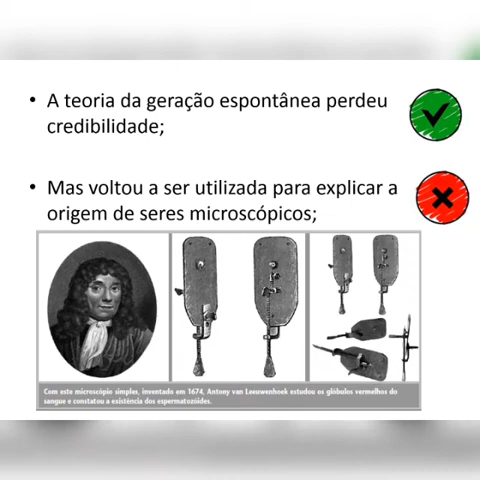 • A teoria da geração espontânea perdeu
credibilidade;
• Mas voltou a ser utilizada para explicar a
origem de seres microscópicos;
Com este microscópio simples, inventado em 1674, Antony van Leeuwenhoek estudou os glóbulos vermelhos do
sangue e constatou a existência dos espermatozóides.